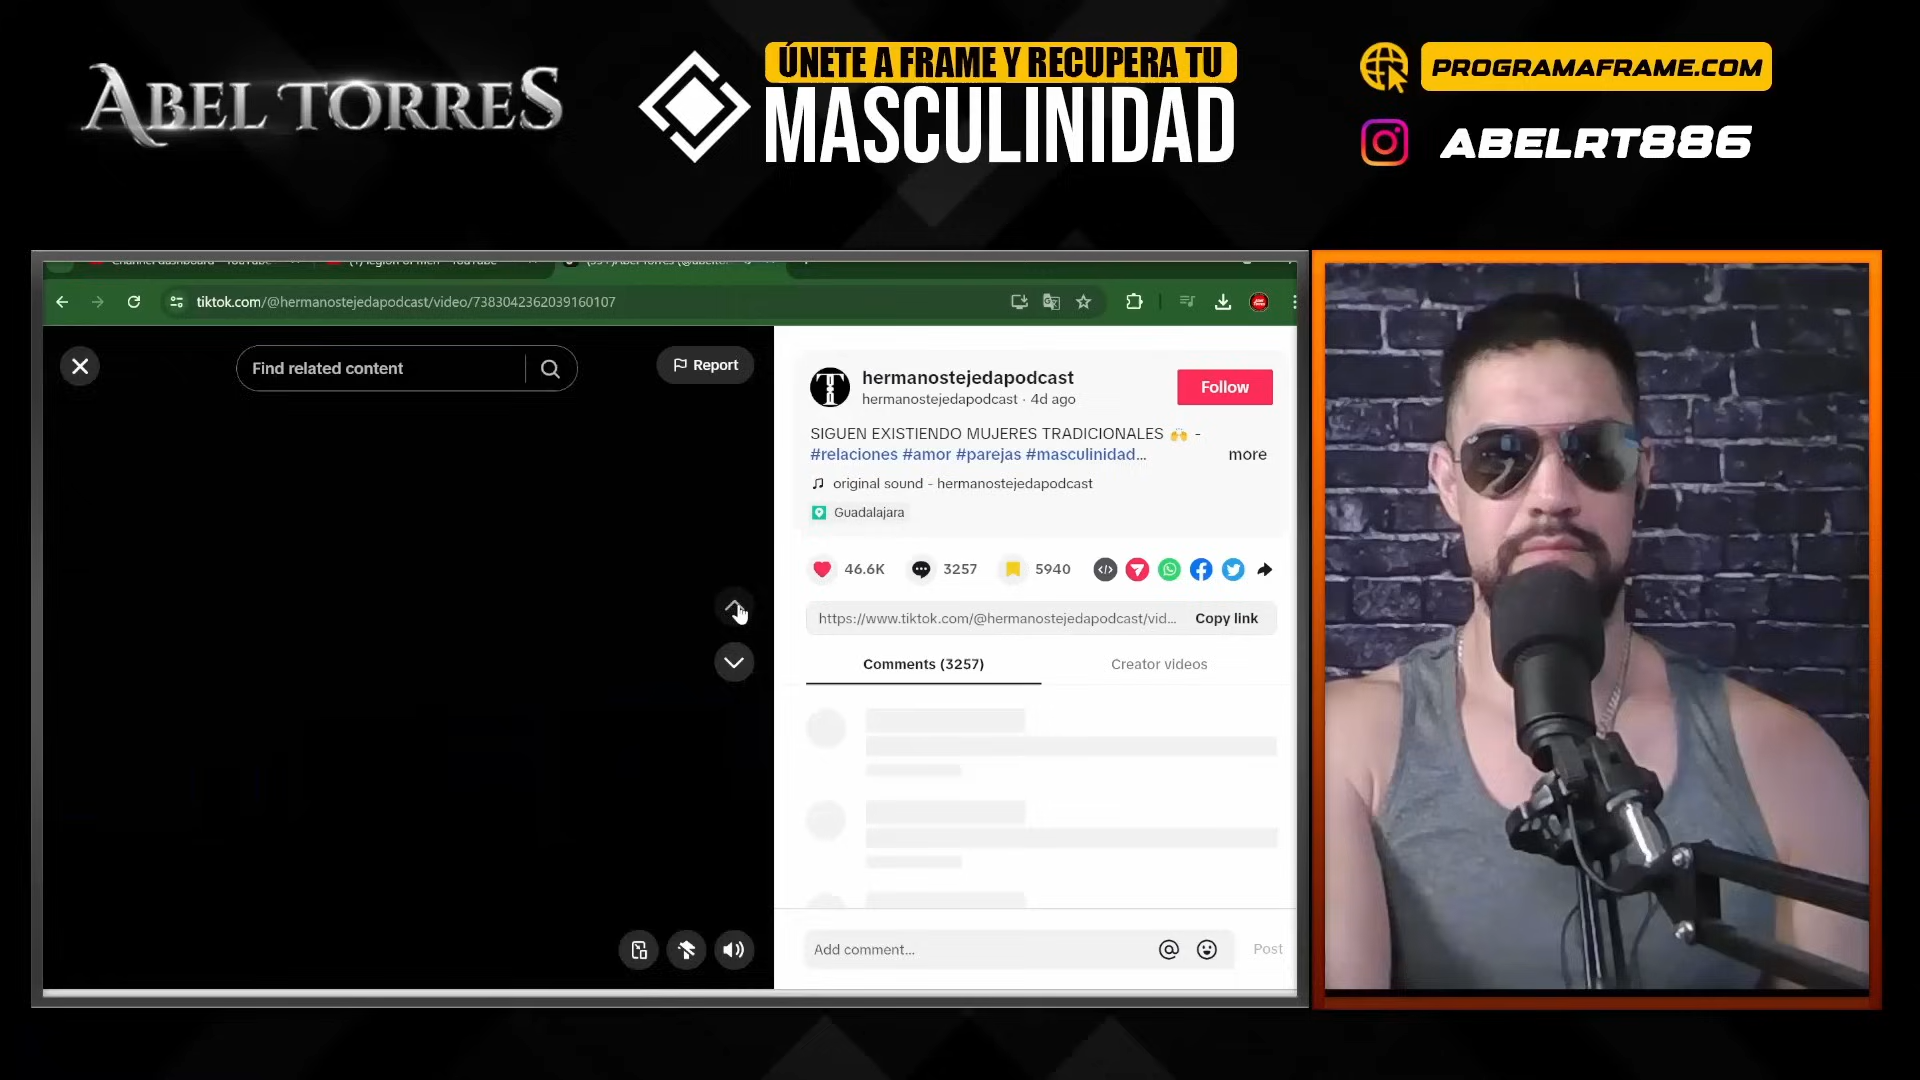 ABEL TORRES
ÚNETE A FRAME Y RECUPERA TU
MASCULINIDAD
PROGRAMAFRAME.COM
ABELRT886
tiktok.com/@hermanostejedapodcast/video/7383042362039160107
Find related content
Report
hermanostejedapodcast
hermanostejedapodcast · 4d ago
Follow
SIGUEN EXISTIENDO MUJERES TRADICIONALES 🙌 -
#relaciones #amor #parejas #masculinidad...
more
original sound - hermanostejedapodcast
Guadalajara
46.6K
3257
5940
https://www.tiktok.com/@hermanostejedapodcast/vid...
Copy link
Comments (3257)
Creator videos
Add comment...
Post